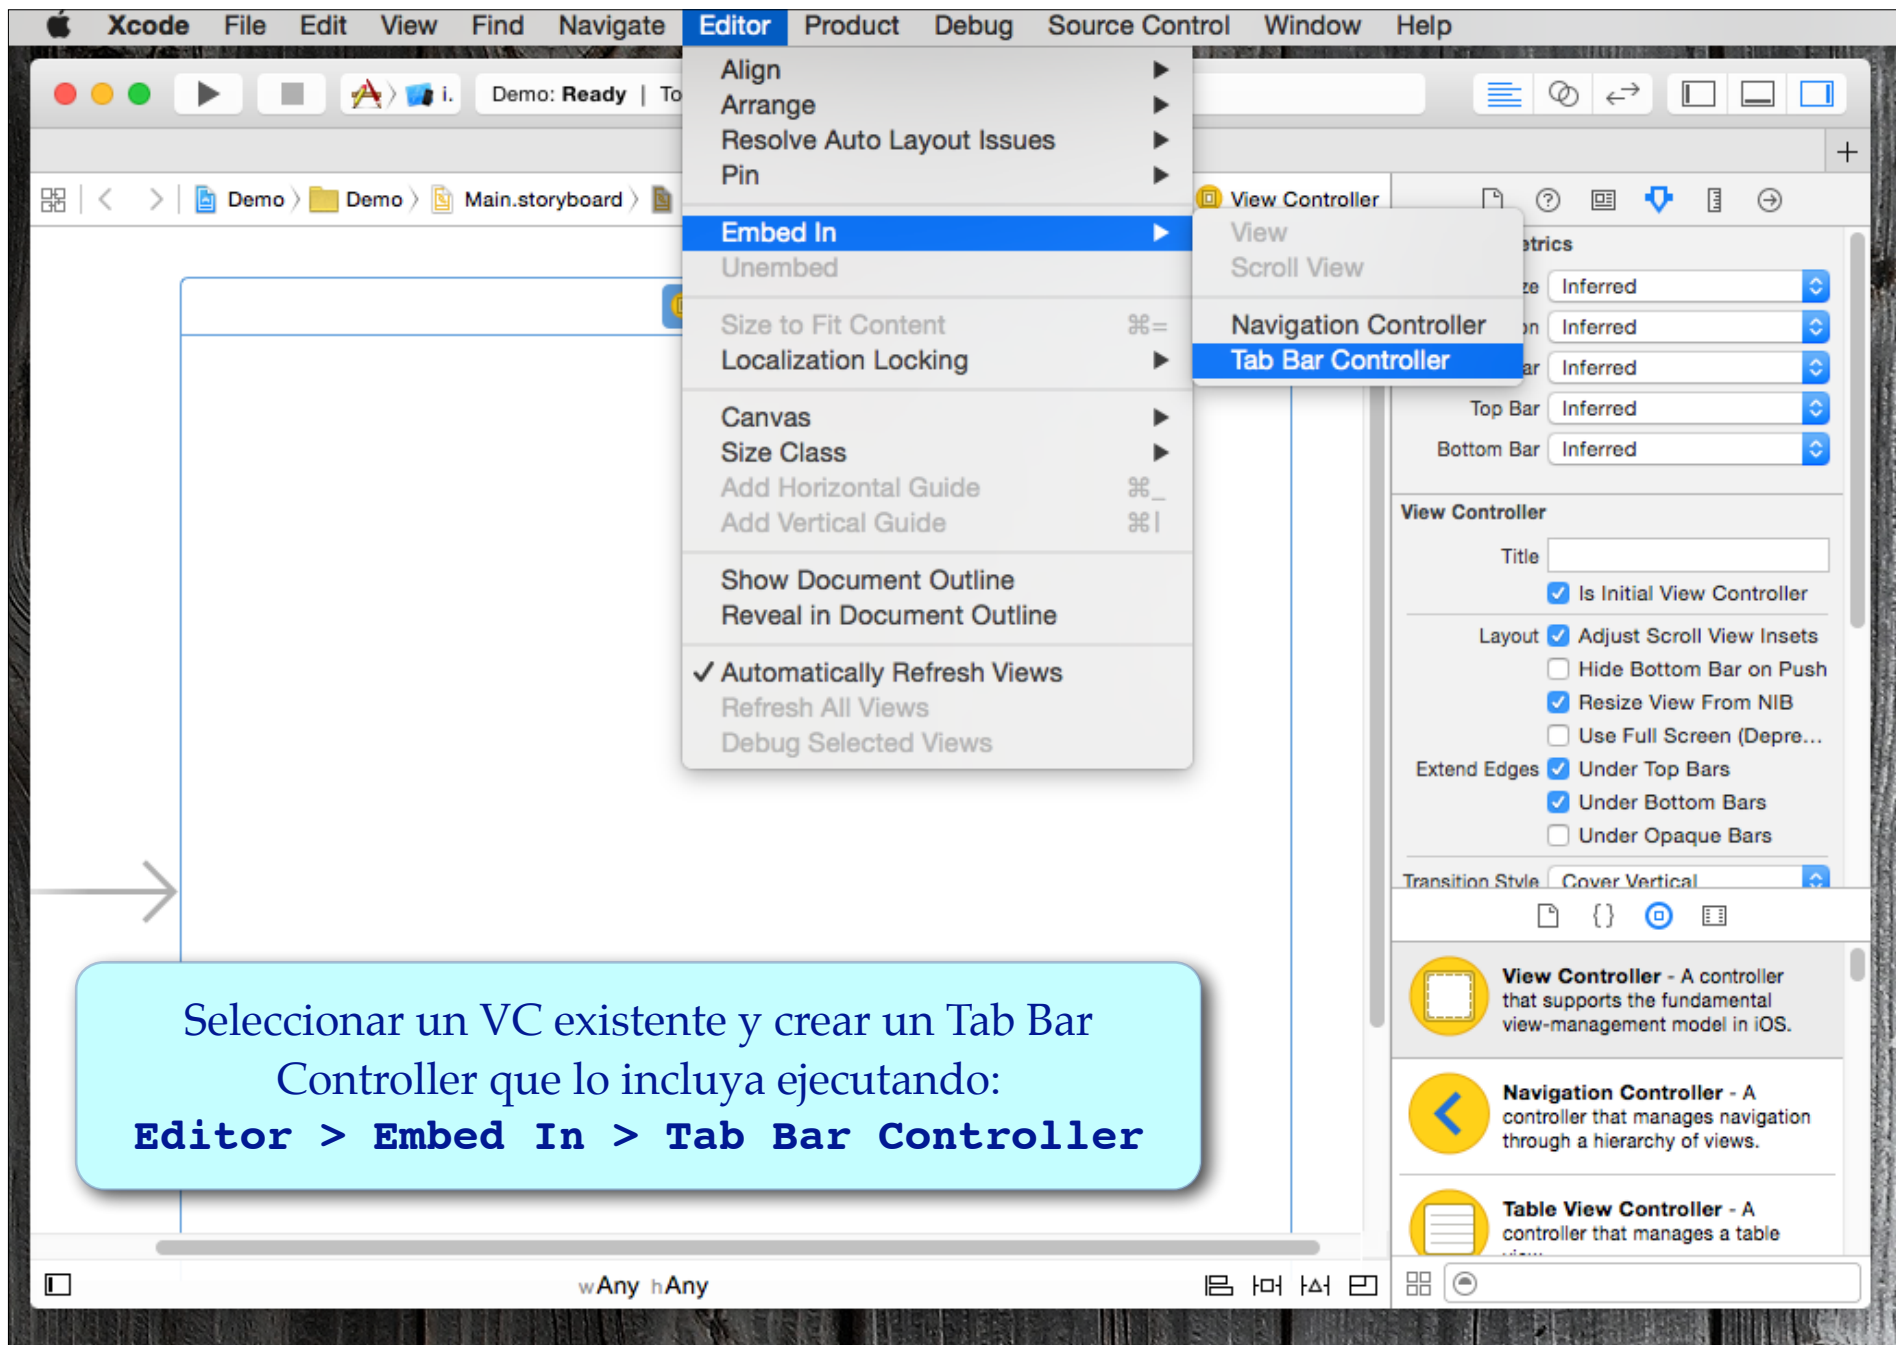 Xcode File Edit View Find Navigate Editor Product Debug Source Control Window Help
i. Demo: Ready | To
Demo Demo Main.storyboard View Controller
Align
Arrange
Resolve Auto Layout Issues
Pin
Embed In
Unembed
Size to Fit Content ⌘=
Localization Locking
Canvas
Size Class
Add Horizontal Guide ⌘_
Add Vertical Guide ⌘|
Show Document Outline
Reveal in Document Outline
✓ Automatically Refresh Views
Refresh All Views
Debug Selected Views
View
Scroll View
Navigation Controller
Tab Bar Controller
etrics
ze Inferred
on Inferred
ar Inferred
Top Bar Inferred
Bottom Bar Inferred
View Controller
Title
Is Initial View Controller
Layout Adjust Scroll View Insets
Hide Bottom Bar on Push
Resize View From NIB
Use Full Screen (Depre...
Extend Edges Under Top Bars
Under Bottom Bars
Under Opaque Bars
Transition Style Cover Vertical
{}
View Controller - A controller
that supports the fundamental
view-management model in iOS.
Navigation Controller - A
controller that manages navigation
through a hierarchy of views.
Table View Controller - A
controller that manages a table
Seleccionar un VC existente y crear un Tab Bar
Controller que lo incluya ejecutando:
Editor > Embed In > Tab Bar Controller
wAny hAny